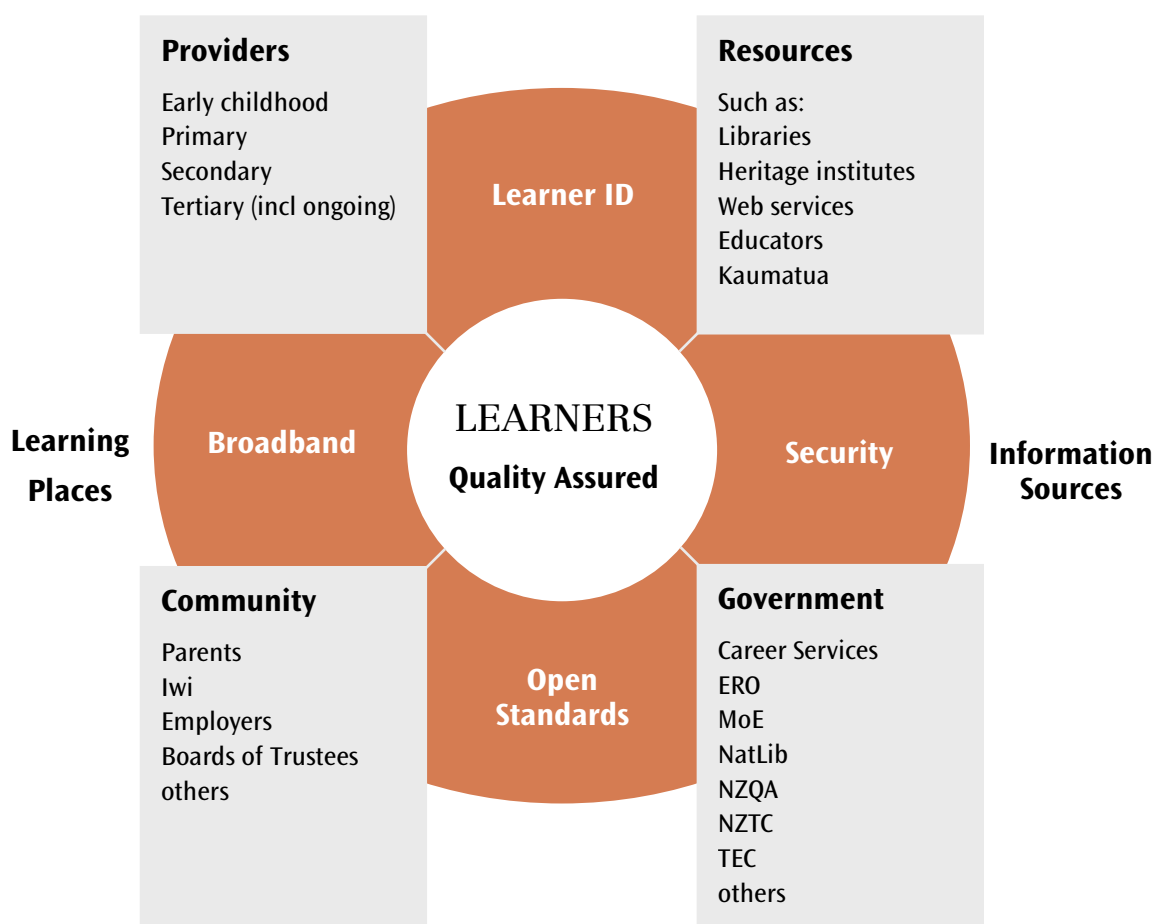 Providers
Early childhood
Primary
Secondary
Tertiary (incl ongoing)
Resources
Such as:
Libraries
Heritage institutes
Web services
Educators
Kaumatua
Learner ID
Learning
Places
Broadband
LEARNERS
Quality Assured
Security
Information
Sources
Open
Standards
Community
Parents
Iwi
Employers
Boards of Trustees
others
Government
Career Services
ERO
MoE
NatLib
NZQA
NZTC
TEC
others